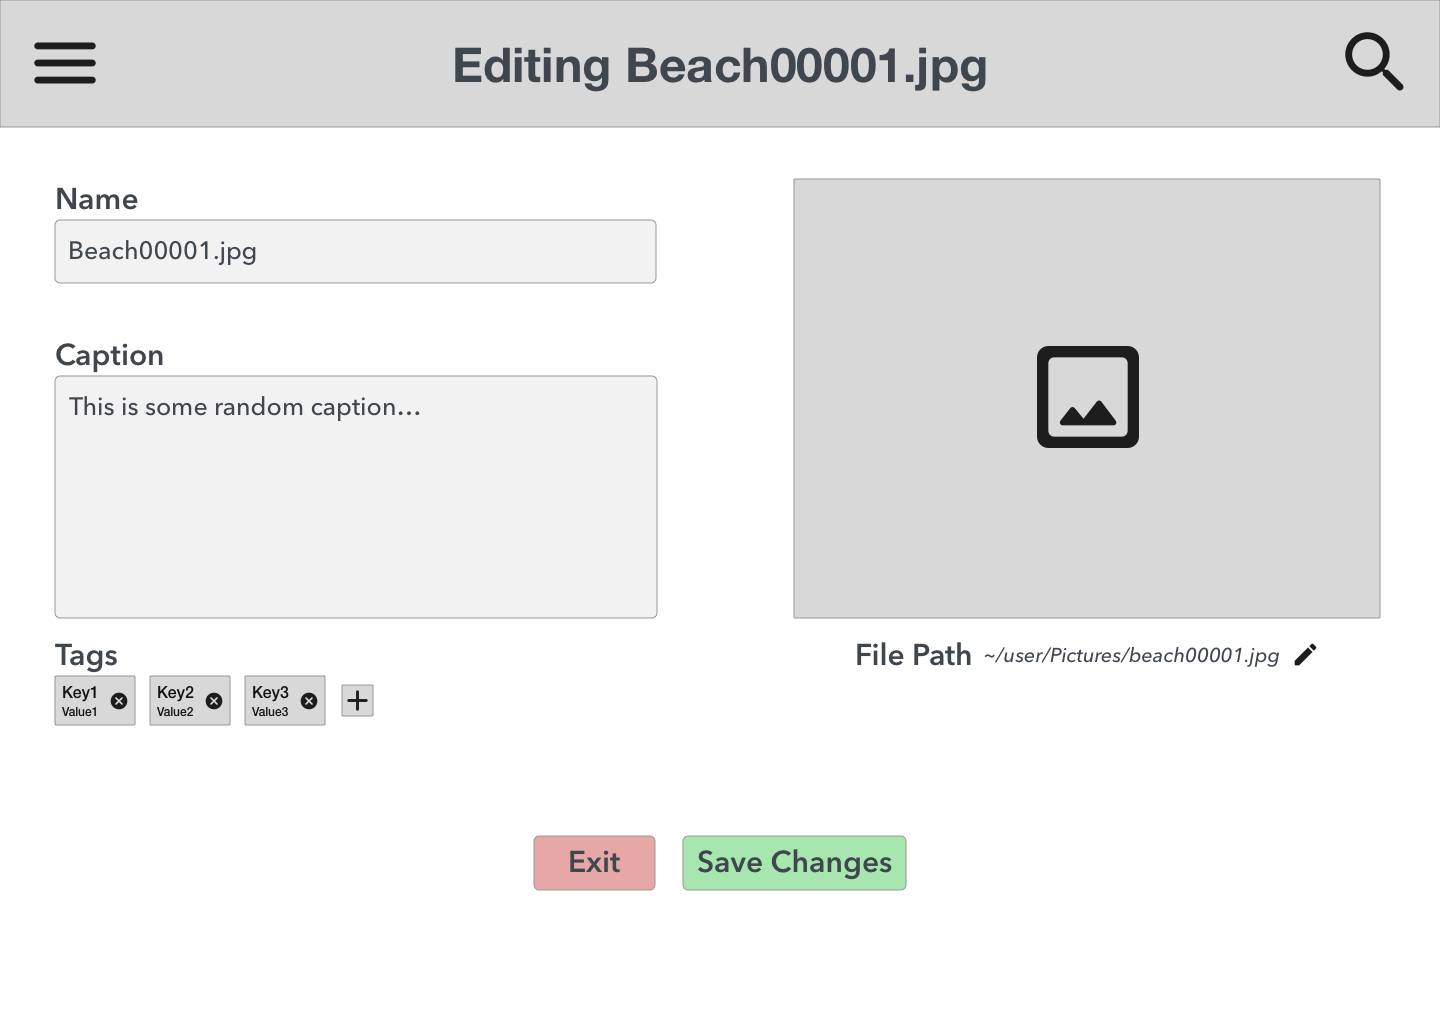 Editing Beach00001.jpg
Name
Beach00001.jpg
Caption
This is some random caption...
Tags
Key1
Value1
Key2
Value2
Key3
Value3
File Path ~/user/Pictures/beach00001.jpg
Exit
Save Changes